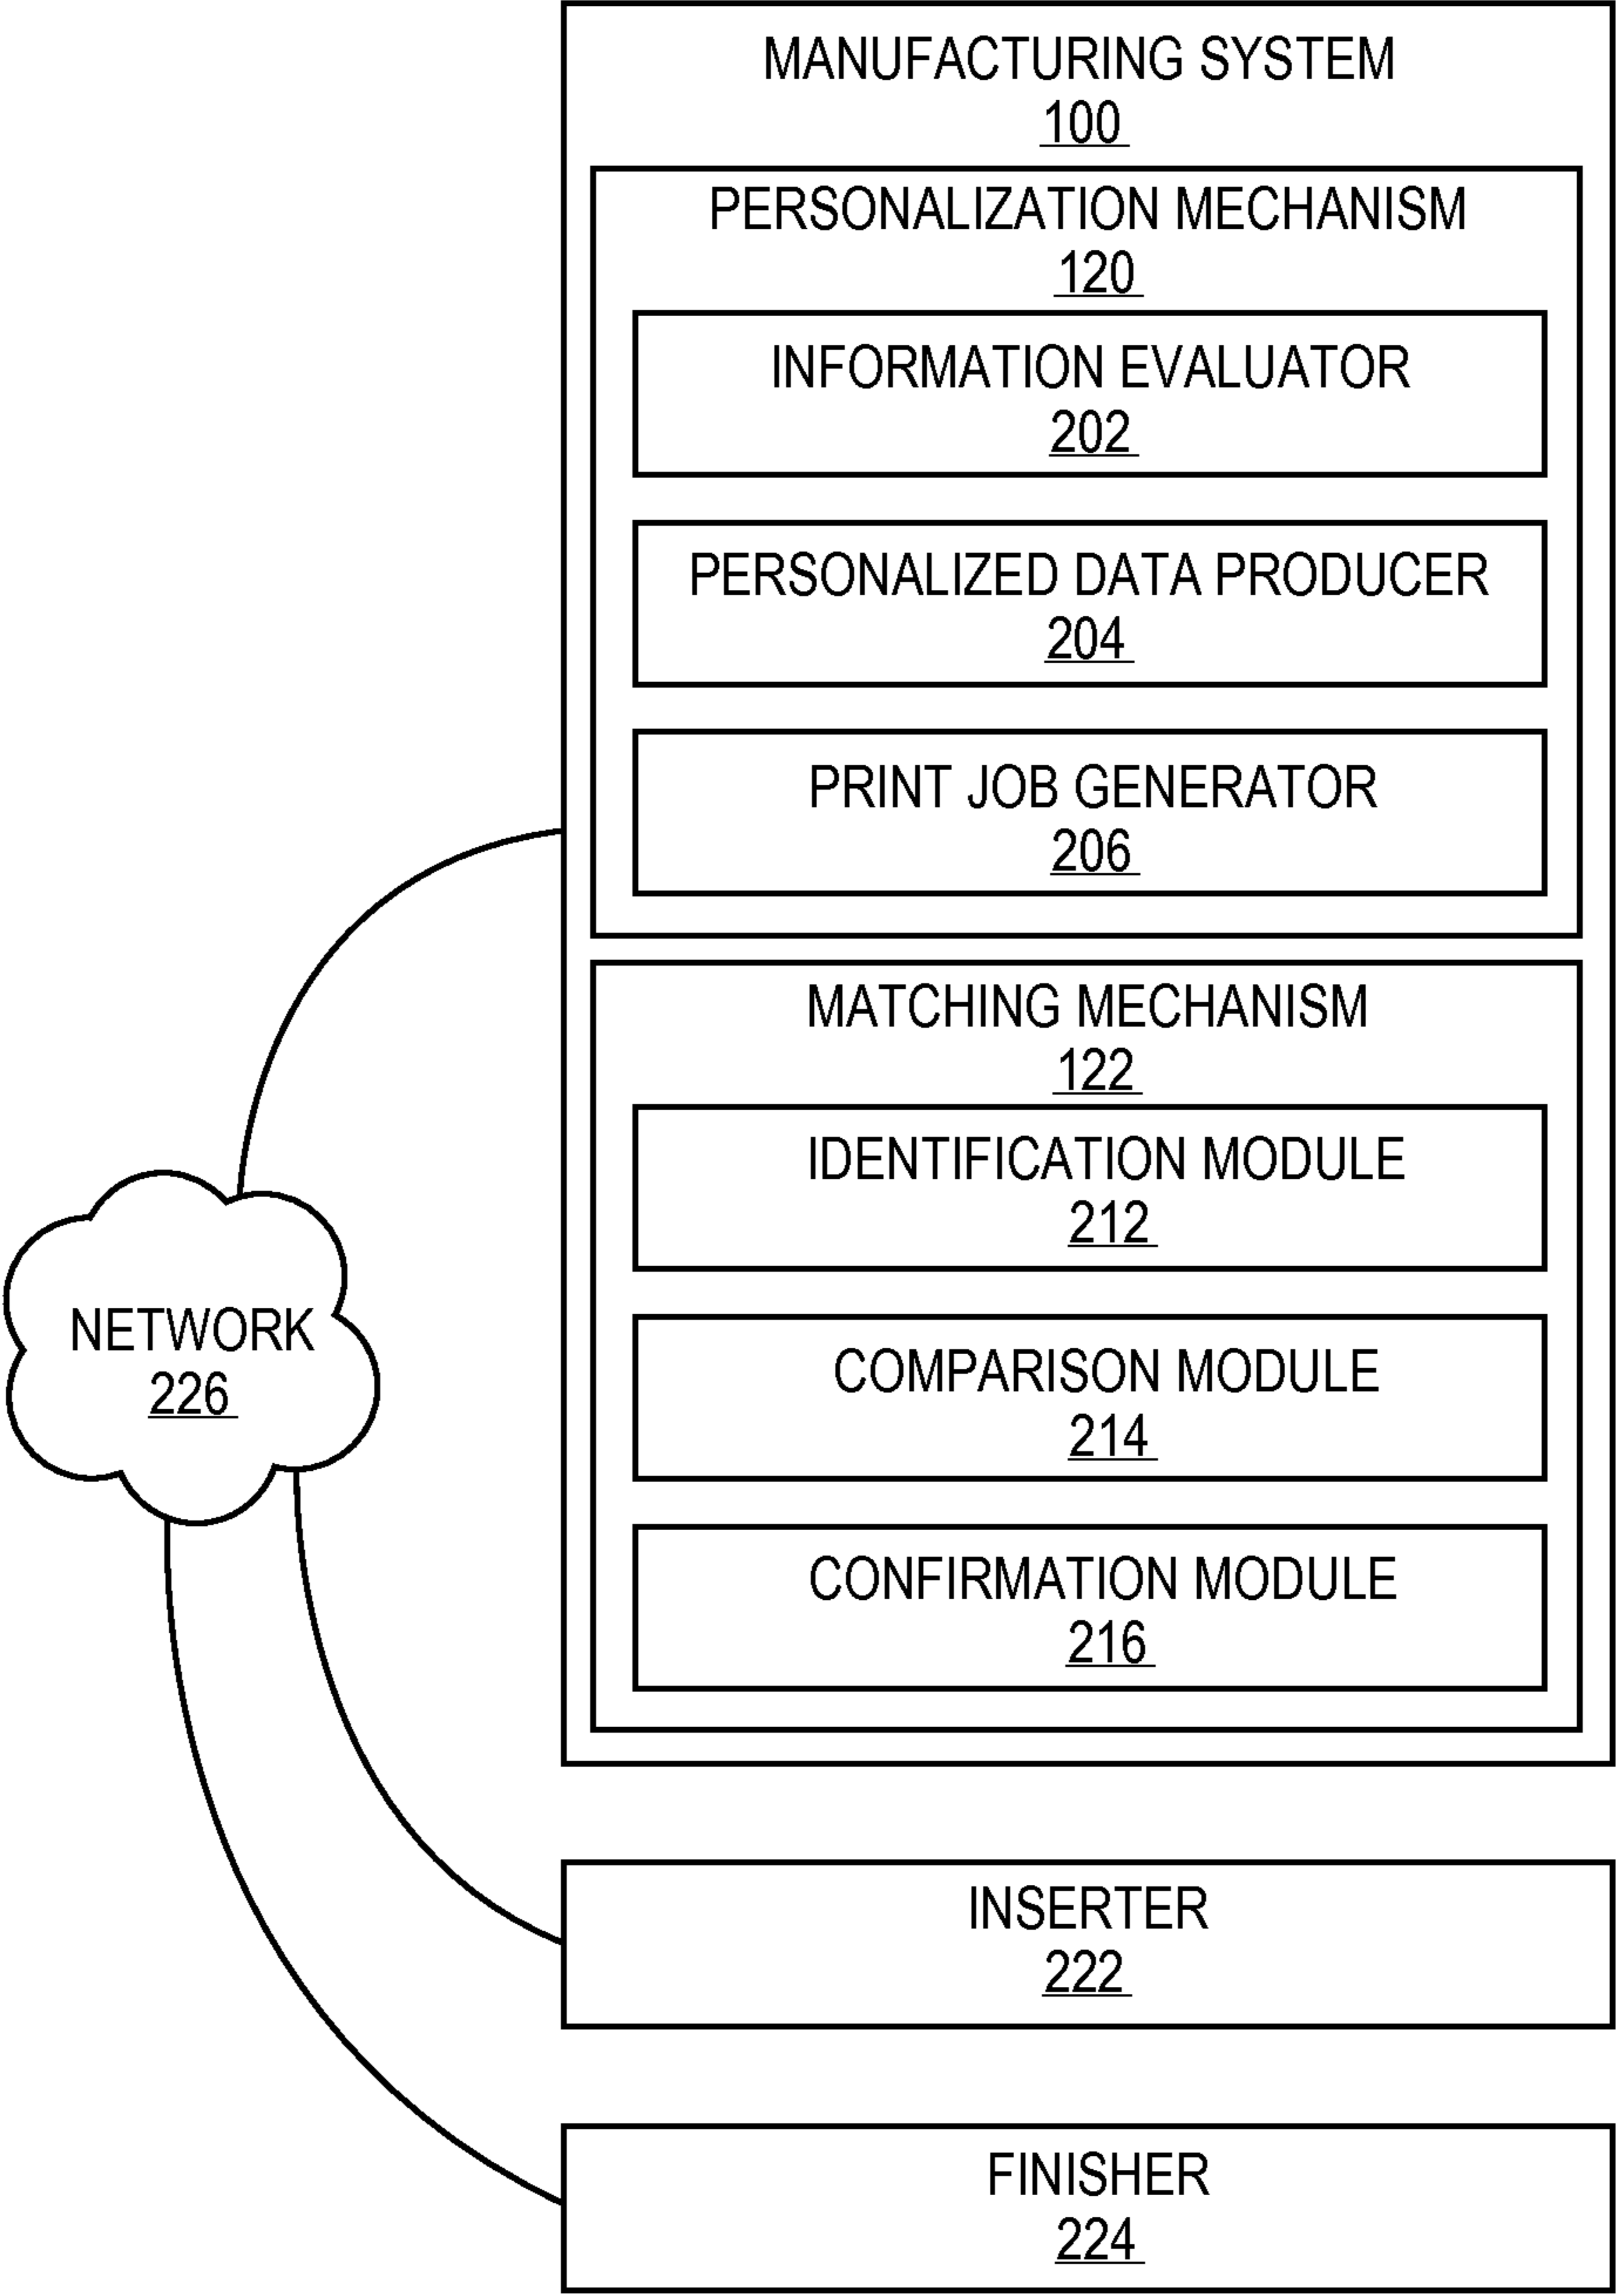 MANUFACTURING SYSTEM
100
PERSONALIZATION MECHANISM
120
INFORMATION EVALUATOR
202
PERSONALIZED DATA PRODUCER
204
PRINT JOB GENERATOR
206
MATCHING MECHANISM
122
IDENTIFICATION MODULE
212
COMPARISON MODULE
214
CONFIRMATION MODULE
216
NETWORK
226
INSERTER
222
FINISHER
224